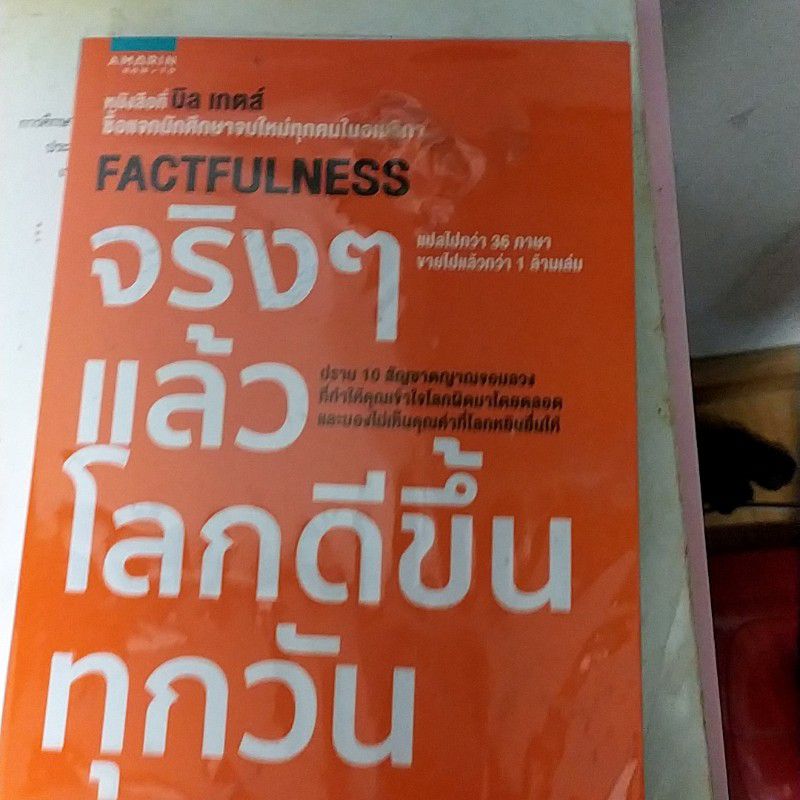 AMARIN
HOW-TO
หนังสือที่ บิล เกตส์
ซื้อแจกนักศึกษาจบใหม่ทุกคนในอเมริกา
FACTFULNESS
จริงๆ
แปลไปกว่า 36 ภาษา
ขายไปแล้วกว่า 1 ล้านเล่ม
แล้ว
ปราบ 10 สัญชาตญาณจอมลวง
ที่ทำให้คุณเข้าใจโลกผิดมาโดยตลอด
และมองไม่เห็นคุณค่าที่โลกหยิบยื่นให้
โลกดีขึ้น
ทุกวัน